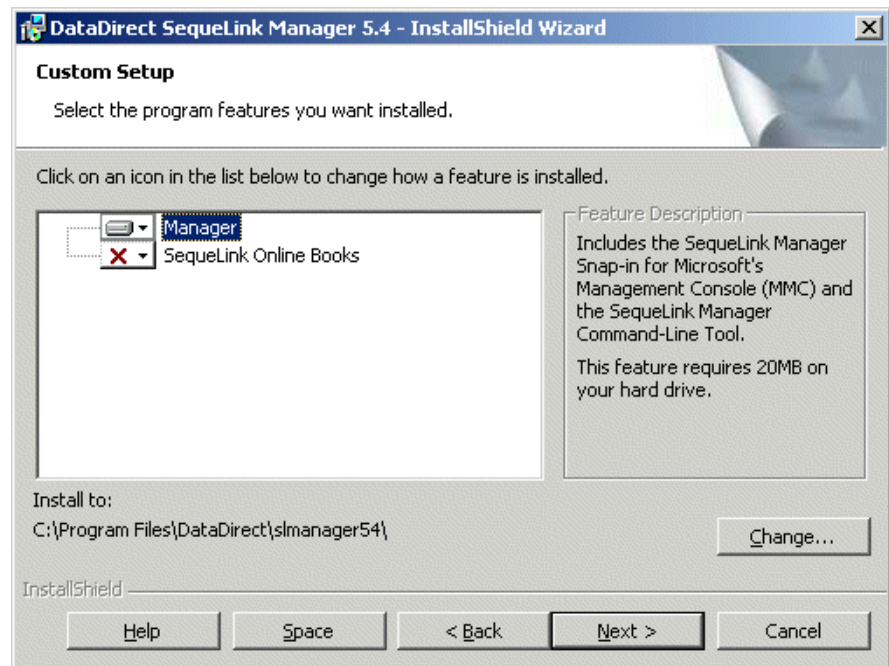 DataDirect SequeLink Manager 5.4 - InstallShield Wizard
Custom Setup
Select the program features you want installed.
Click on an icon in the list below to change how a feature is installed.
Manager
SequeLink Online Books
Feature Description
Includes the SequeLink Manager
Snap-in for Microsoft's
Management Console (MMC) and
the SequeLink Manager
Command-Line Tool.
This feature requires 20MB on
your hard drive.
Install to:
C:\Program Files\DataDirect\slmanager54\
Change...
InstallShield
Help
Space
< Back
Next >
Cancel